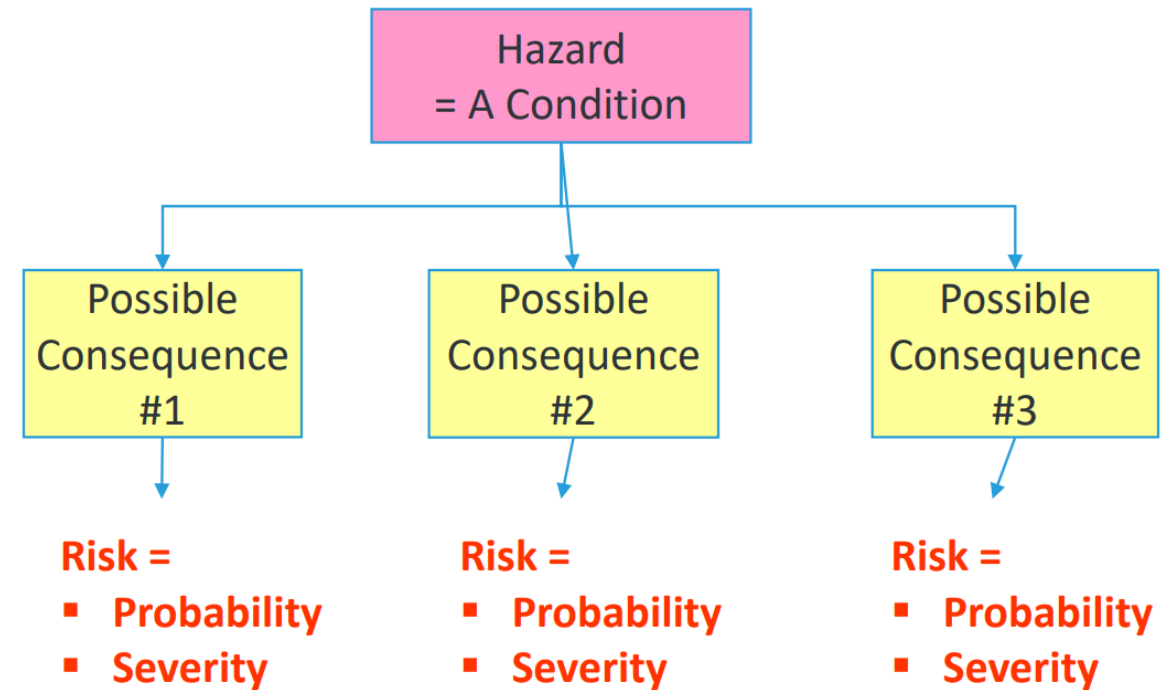 Hazard
= A Condition
Possible
Consequence
#1
Possible
Consequence
#2
Possible
Consequence
#3
Risk =
▪ Probability
▪ Severity
Risk =
▪ Probability
▪ Severity
Risk =
▪ Probability
▪ Severity